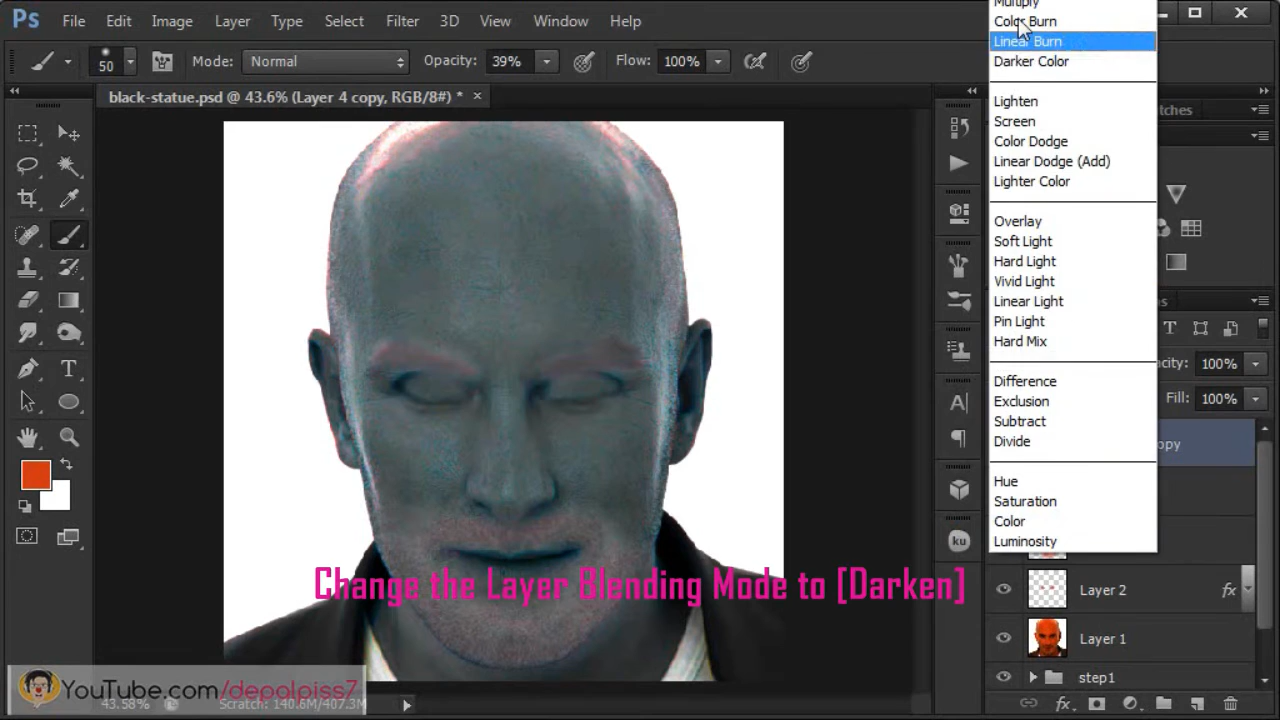 Ps File Edit Image Layer Type Select Filter 3D View Window Help
50 Mode: Normal Opacity: 39% Flow: 100%
black-statue.psd @ 43.6% (Layer 4 copy, RGB/8#) * ×
Multiply
Color Burn
Linear Burn
Darker Color
Lighten
Screen
Color Dodge
Linear Dodge (Add)
Lighter Color
Overlay
Soft Light
Hard Light
Vivid Light
Linear Light
Pin Light
Hard Mix
Difference
Exclusion
Subtract
Divide
Hue
Saturation
Color
Luminosity
100%
Fill: 100%
Layer 2 fx
Layer 1
step1
Change the Layer Blending Mode to [Darken]
YouTube.com/depalpiss7
43.58% Scratch: 140.6M/407.3M
ku